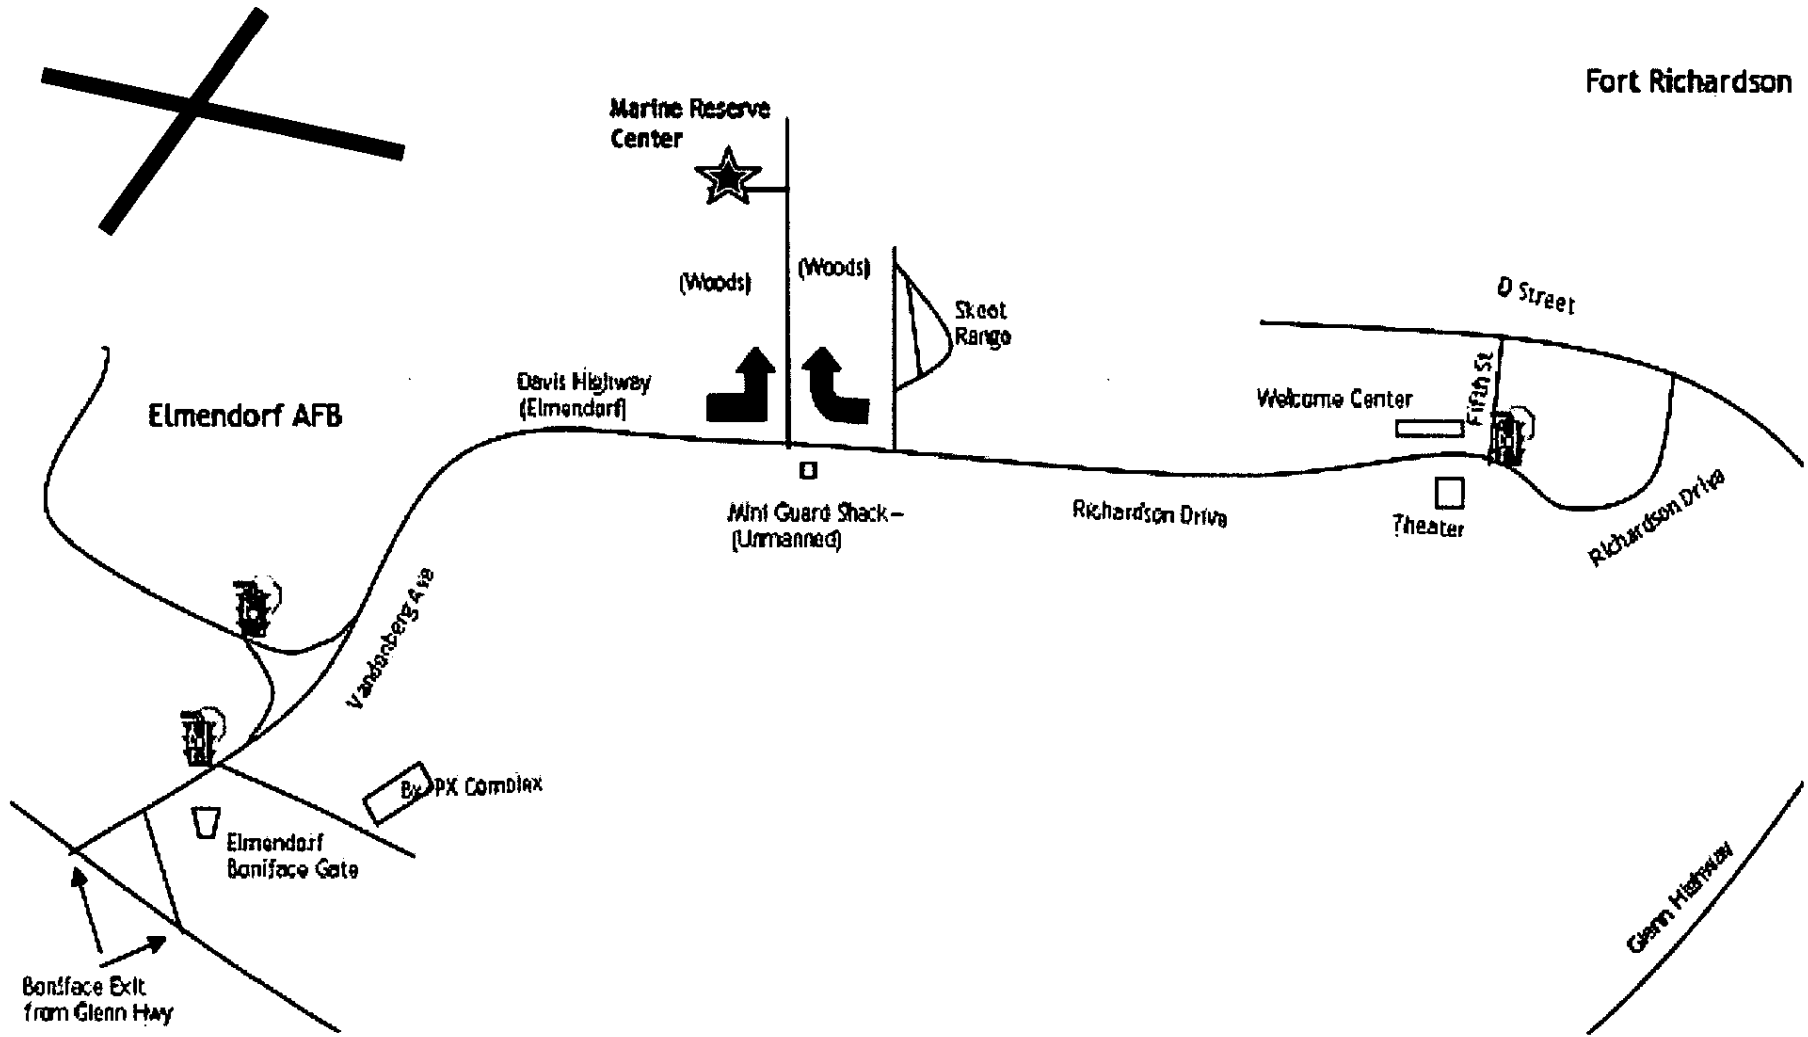 Fort Richardson
Marine Reserve
Center
(Woods)
(Woods)
Skeet
Range
D Street
Fifth St
Welcome Center
Davis Highway
(Elmendorf)
Elmendorf AFB
Mini Guard Shack –
(Unmanned)
Richardson Drive
Theater
Richardson Drive
Vandenberg Ave
Bx PX Complex
Elmendorf
Boniface Gate
Glenn Highway
Boniface Exit
from Glenn Hwy